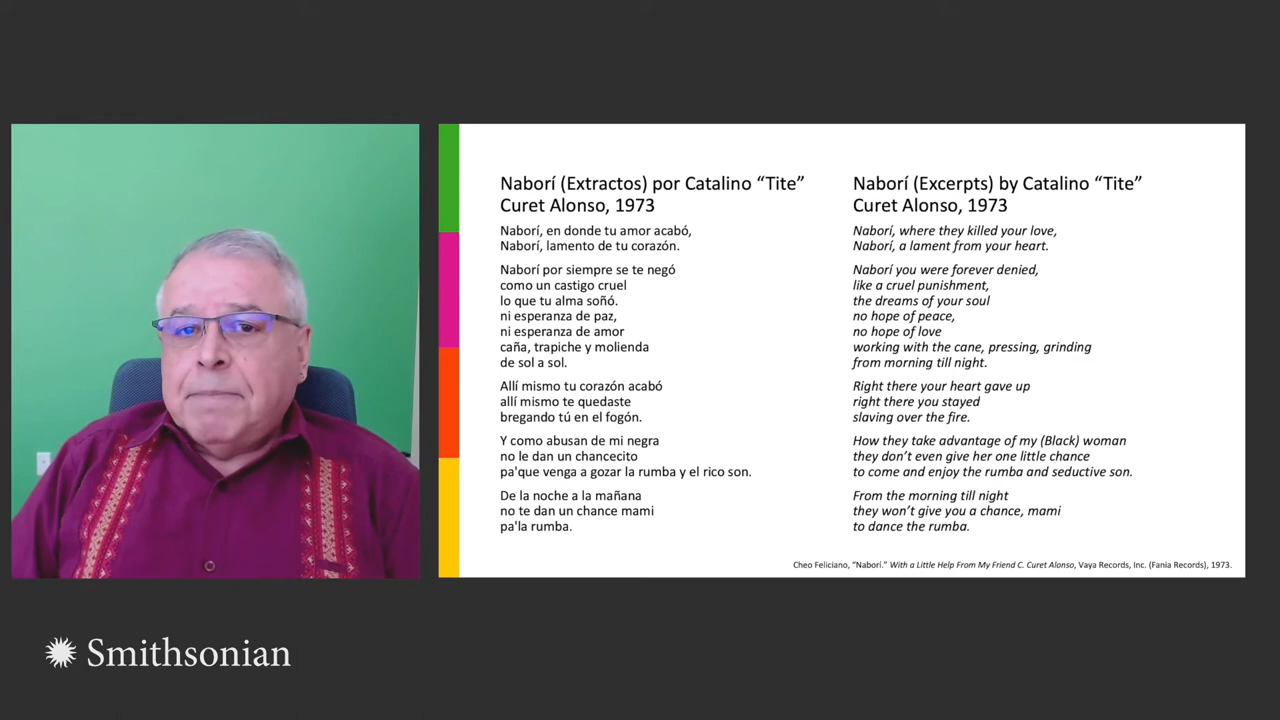 Naborí (Extractos) por Catalino “Tite”
Curet Alonso, 1973
Naborí, en donde tu amor acabó,
Naborí, lamento de tu corazón.
Naborí por siempre se te negó
como un castigo cruel
lo que tu alma soñó.
ni esperanza de paz,
ni esperanza de amor
caña, trapiche y molienda
de sol a sol.
Allí mismo tu corazón acabó
allí mismo te quedaste
bregando tú en el fogón.
Y como abusan de mi negra
no le dan un chancecito
pa'que venga a gozar la rumba y el rico son.
De la noche a la mañana
no te dan un chance mami
pa'la rumba.
Naborí (Excerpts) by Catalino “Tite”
Curet Alonso, 1973
Naborí, where they killed your love,
Naborí, a lament from your heart.
Naborí you were forever denied,
like a cruel punishment,
the dreams of your soul
no hope of peace,
no hope of love
working with the cane, pressing, grinding
from morning till night.
Right there your heart gave up
right there you stayed
slaving over the fire.
How they take advantage of my (Black) woman
they don’t even give her one little chance
to come and enjoy the rumba and seductive son.
From the morning till night
they won’t give you a chance, mami
to dance the rumba.
Cheo Feliciano, “Naborí.” With a Little Help From My Friend C. Curet Alonso, Vaya Records, Inc. (Fania Records), 1973.
Smithsonian